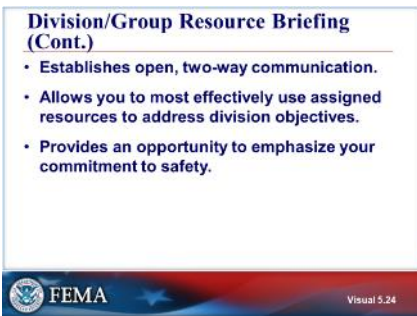 Division/Group Resource Briefing
(Cont.)
• Establishes open, two-way communication.
• Allows you to most effectively use assigned
resources to address division objectives.
• Provides an opportunity to emphasize your
commitment to safety.
FEMA
Visual 5.24